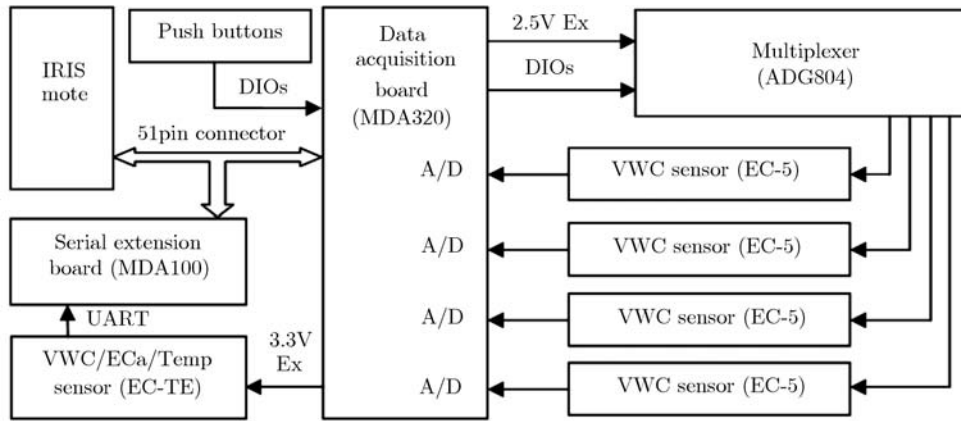 IRIS
mote
Push buttons
DIOs
51pin connector
Serial extension
board (MDA100)
UART
VWC/ECa/Temp
sensor (EC-TE)
3.3V
Ex
Data
acquisition
board
(MDA320)
A/D
A/D
A/D
A/D
2.5V Ex
DIOs
Multiplexer
(ADG804)
VWC sensor (EC-5)
VWC sensor (EC-5)
VWC sensor (EC-5)
VWC sensor (EC-5)